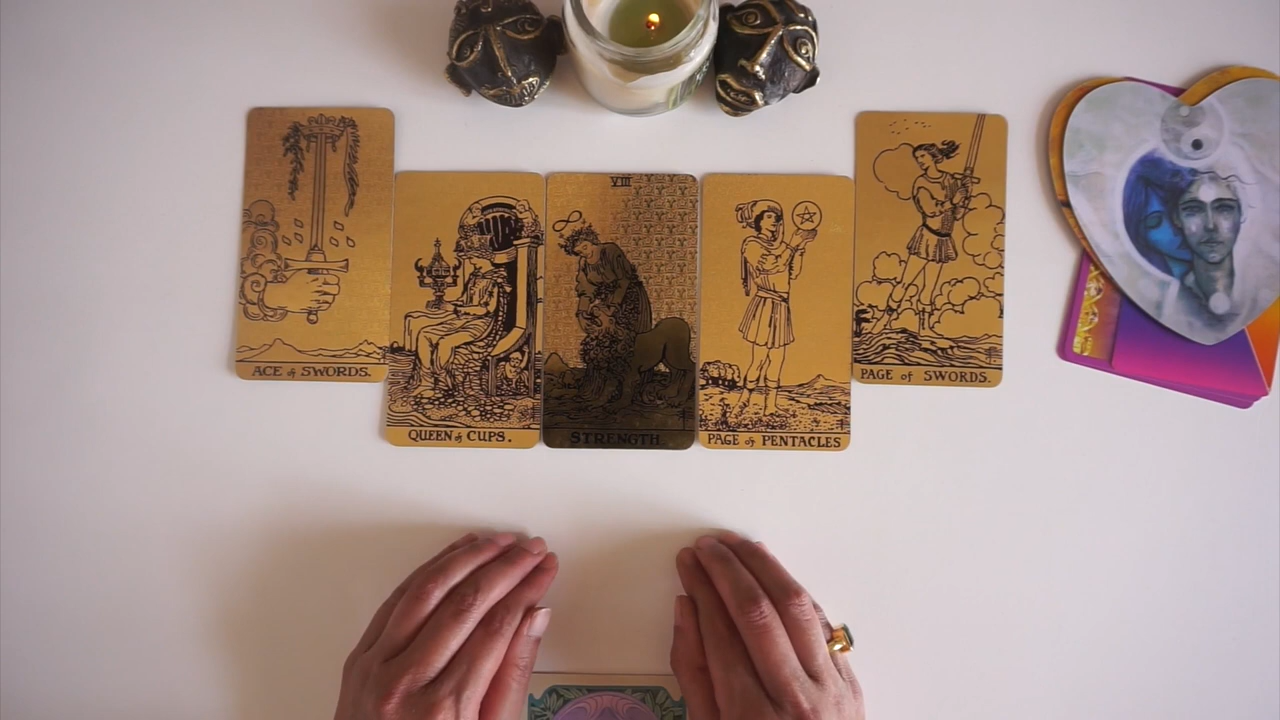 ACE of SWORDS.
QUEEN of CUPS.
VIII
STRENGTH
PAGE of PENTACLES
PAGE of SWORDS.